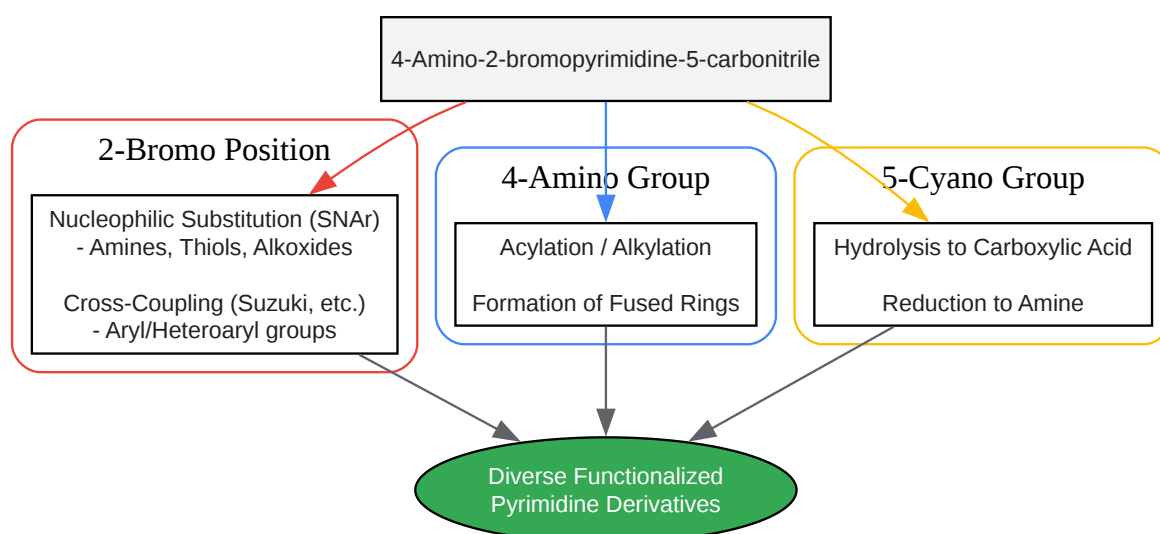 4-Amino-2-bromopyrimidine-5-carbonitrile
2-Bromo Position
Nucleophilic Substitution (SNAr)
- Amines, Thiols, Alkoxides
Cross-Coupling (Suzuki, etc.)
- Aryl/Heteroaryl groups
4-Amino Group
Acylation / Alkylation
Formation of Fused Rings
5-Cyano Group
Hydrolysis to Carboxylic Acid
Reduction to Amine
Diverse Functionalized
Pyrimidine Derivatives